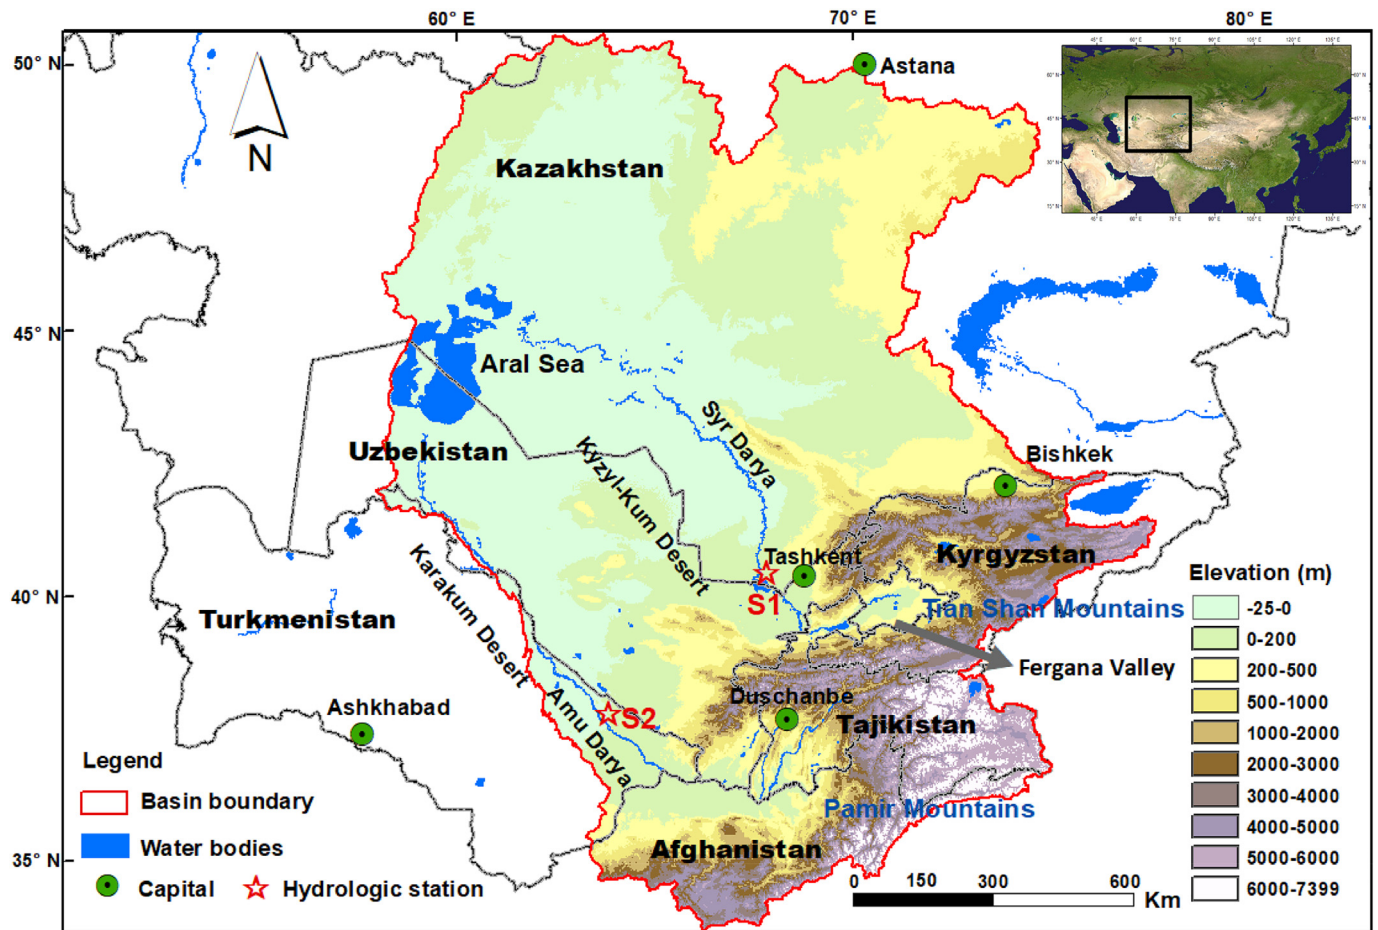 60° E
70° E
80° E
50° N
45° N
40° N
35° N
N
Astana
Kazakhstan
Aral Sea
Syr Darya
Uzbekistan
Kyzyl-Kum Desert
Bishkek
Tashkent
Kyrgyzstan
S1
Tian Shan Mountains
Karakum Desert
Turkmenistan
Fergana Valley
Duschanbe
Tajikistan
S2
Amu Darya
Ashkhabad
Pamir Mountains
Afghanistan
Legend
Basin boundary
Water bodies
Capital
Hydrologic station
Elevation (m)
-25-0
0-200
200-500
500-1000
1000-2000
2000-3000
3000-4000
4000-5000
5000-6000
6000-7399
0 150 300 600
Km